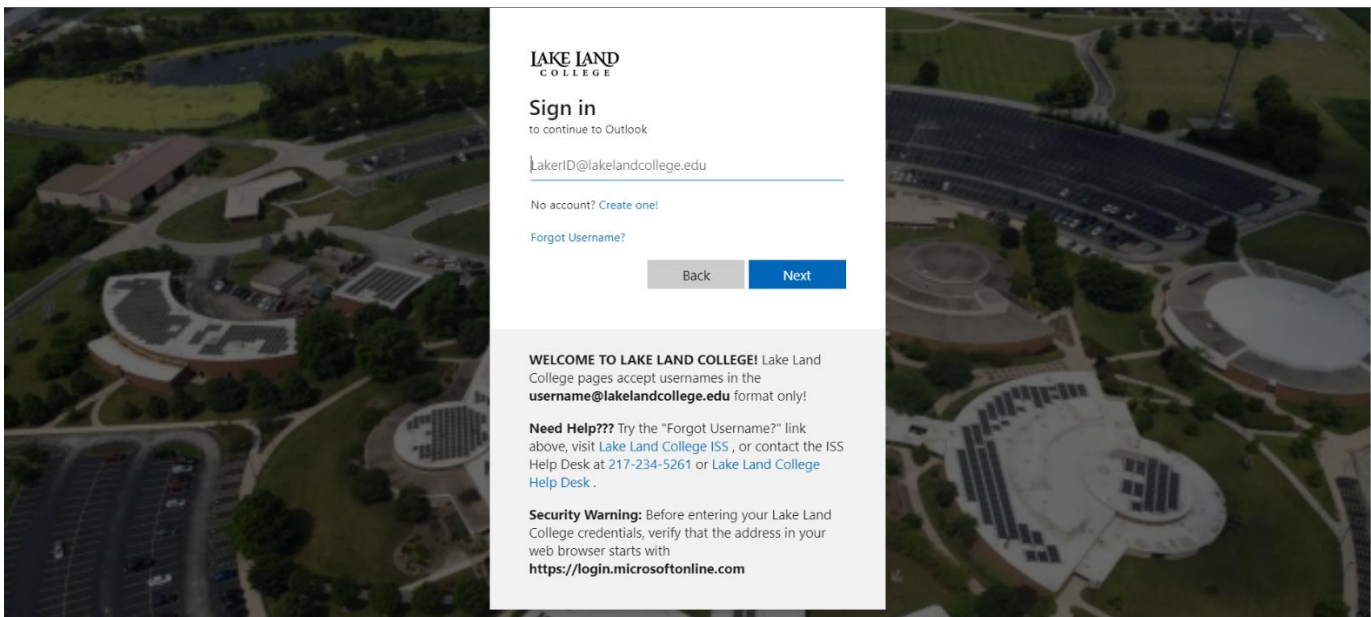 LAKE LAND
COLLEGE
Sign in
to continue to Outlook
LakerID@lakelandcollege.edu
No account? Create one!
Forgot Username?
Back Next
WELCOME TO LAKE LAND COLLEGE! Lake Land
College pages accept usernames in the
username@lakelandcollege.edu format only!
Need Help??? Try the "Forgot Username?" link
above, visit Lake Land College ISS , or contact the ISS
Help Desk at 217-234-5261 or Lake Land College
Help Desk .
Security Warning: Before entering your Lake Land
College credentials, verify that the address in your
web browser starts with
https://login.microsoftonline.com